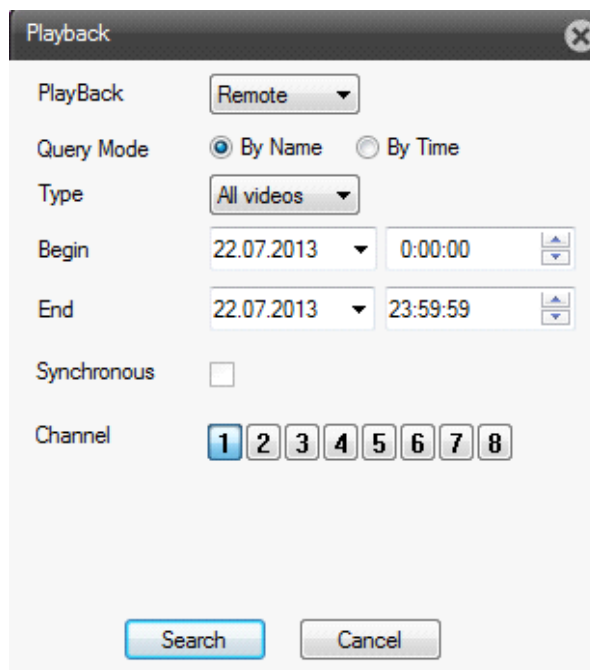 Playback
PlayBack Remote
Query Mode By Name By Time
Type All videos
Begin 22.07.2013 0:00:00
End 22.07.2013 23:59:59
Synchronous
Channel 1 2 3 4 5 6 7 8
Search Cancel